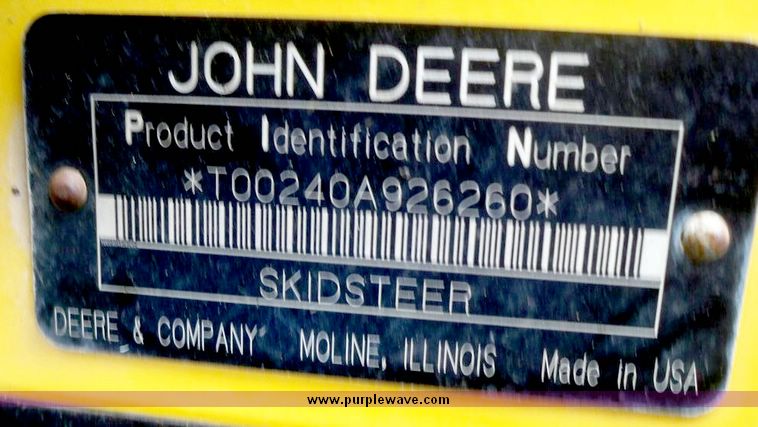 JOHN DEERE
Product Identification Number
*T00240A926260*
SKIDSTEER
DEERE & COMPANY MOLINE, ILLINOIS Made in USA
www.purplewave.com